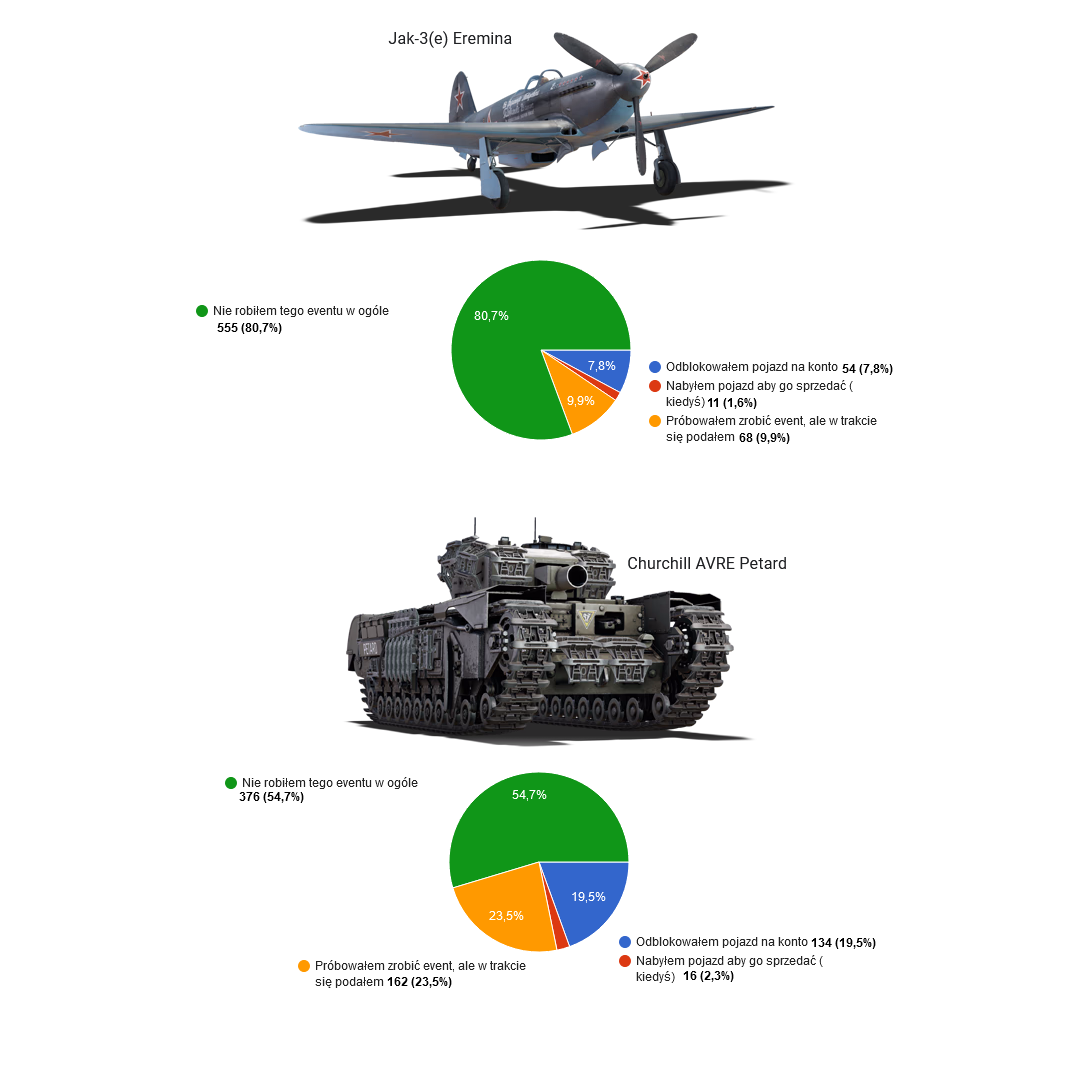 Jak-3(e) Eremina
Nie robiłem tego eventu w ogóle
555 (80,7%)
80,7%
7,8%
9,9%
Odblokowałem pojazd na konto 54 (7,8%)
Nabyłem pojazd aby go sprzedać (
kiedyś) 11 (1,6%)
Próbowałem zrobić event, ale w trakcie
się podałem 68 (9,9%)
Churchill AVRE Petard
PETARD
Nie robiłem tego eventu w ogóle
376 (54,7%)
54,7%
19,5%
23,5%
Odblokowałem pojazd na konto 134 (19,5%)
Nabyłem pojazd aby go sprzedać (
kiedyś) 16 (2,3%)
Próbowałem zrobić event, ale w trakcie
się podałem 162 (23,5%)